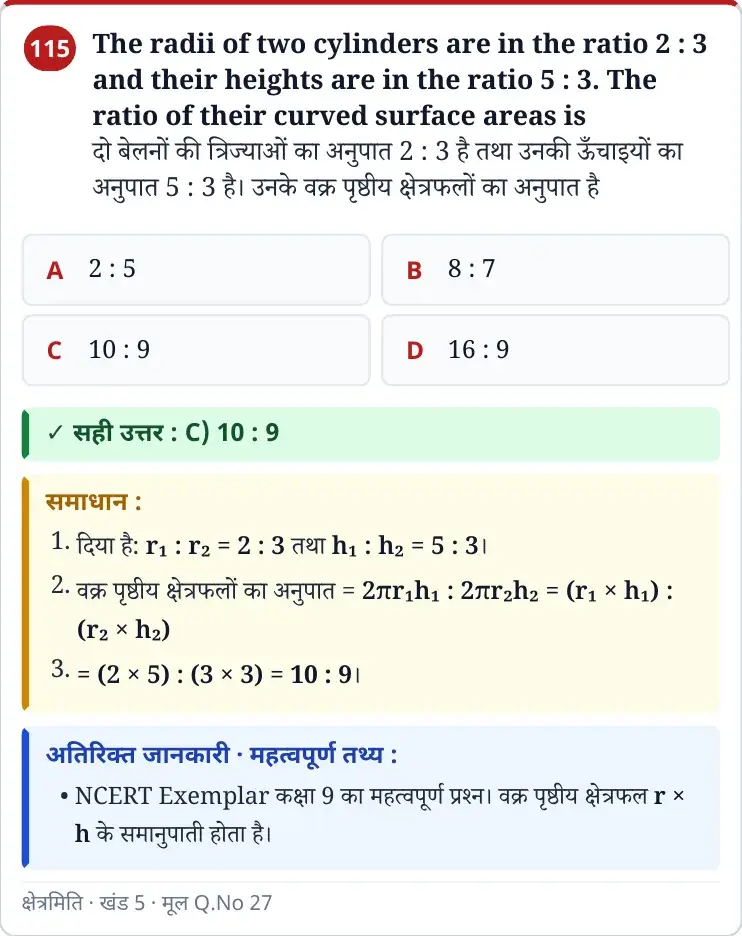 115 The radii of two cylinders are in the ratio 2 : 3
and their heights are in the ratio 5 : 3. The
ratio of their curved surface areas is
दो बेलनों की त्रिज्याओं का अनुपात 2 : 3 है तथा उनकी ऊँचाइयों का
अनुपात 5 : 3 है। उनके वक्र पृष्ठीय क्षेत्रफलों का अनुपात है
A 2 : 5
B 8 : 7
C 10 : 9
D 16 : 9
✓ सही उत्तर : C) 10 : 9
समाधान :
1. दिया है: r₁ : r₂ = 2 : 3 तथा h₁ : h₂ = 5 : 3।
2. वक्र पृष्ठीय क्षेत्रफलों का अनुपात = 2πr₁h₁ : 2πr₂h₂ = (r₁ × h₁) :
(r₂ × h₂)
3. = (2 × 5) : (3 × 3) = 10 : 9।
अतिरिक्त जानकारी · महत्वपूर्ण तथ्य :
• NCERT Exemplar कक्षा 9 का महत्वपूर्ण प्रश्न। वक्र पृष्ठीय क्षेत्रफल r ×
h के समानुपाती होता है।
क्षेत्रमिति · खंड 5 · मूल Q.No 27